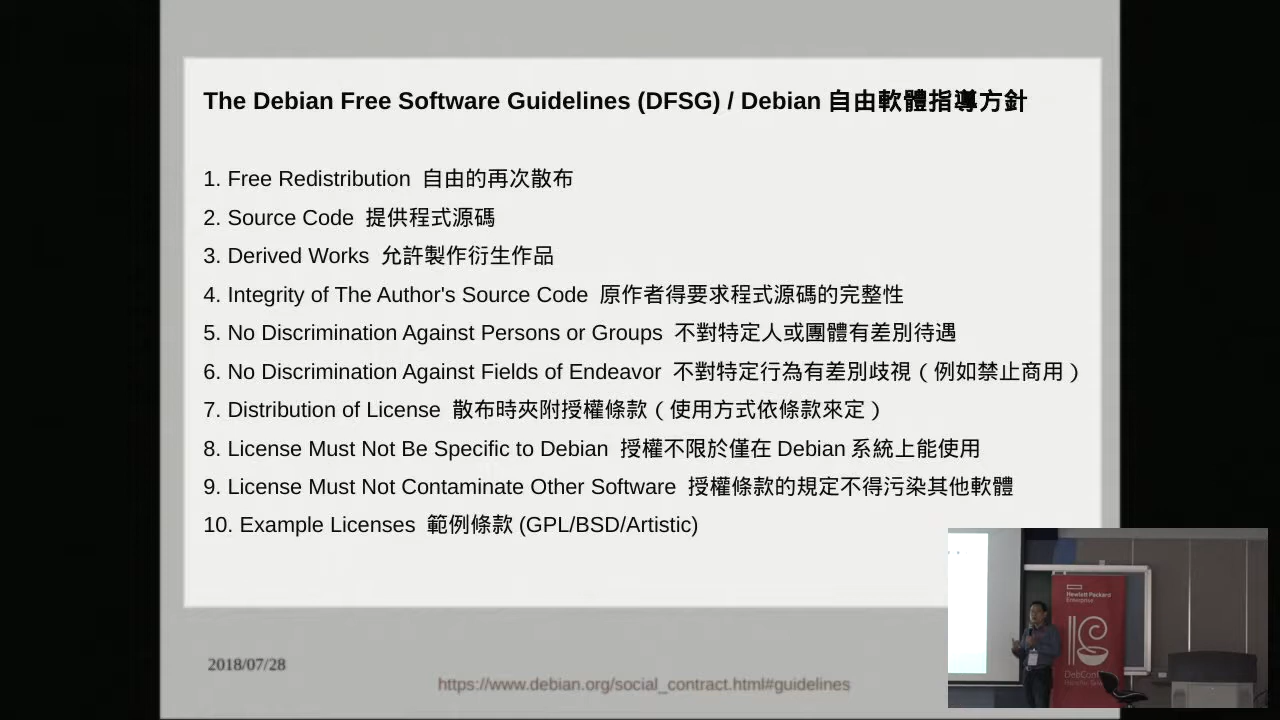 The Debian Free Software Guidelines (DFSG) / Debian 自由軟體指導方針
1. Free Redistribution 自由的再次散布
2. Source Code 提供程式源碼
3. Derived Works 允許製作衍生作品
4. Integrity of The Author's Source Code 原作者得要求程式源碼的完整性
5. No Discrimination Against Persons or Groups 不對特定人或團體有差別待遇
6. No Discrimination Against Fields of Endeavor 不對特定行為有差別歧視（例如禁止商用）
7. Distribution of License 散布時夾附授權條款（使用方式依條款來定）
8. License Must Not Be Specific to Debian 授權不限於僅在 Debian 系統上能使用
9. License Must Not Contaminate Other Software 授權條款的規定不得污染其他軟體
10. Example Licenses 範例條款 (GPL/BSD/Artistic)
2018/07/28
https://www.debian.org/social_contract.html#guidelines
Hewlett Packard
Enterprise